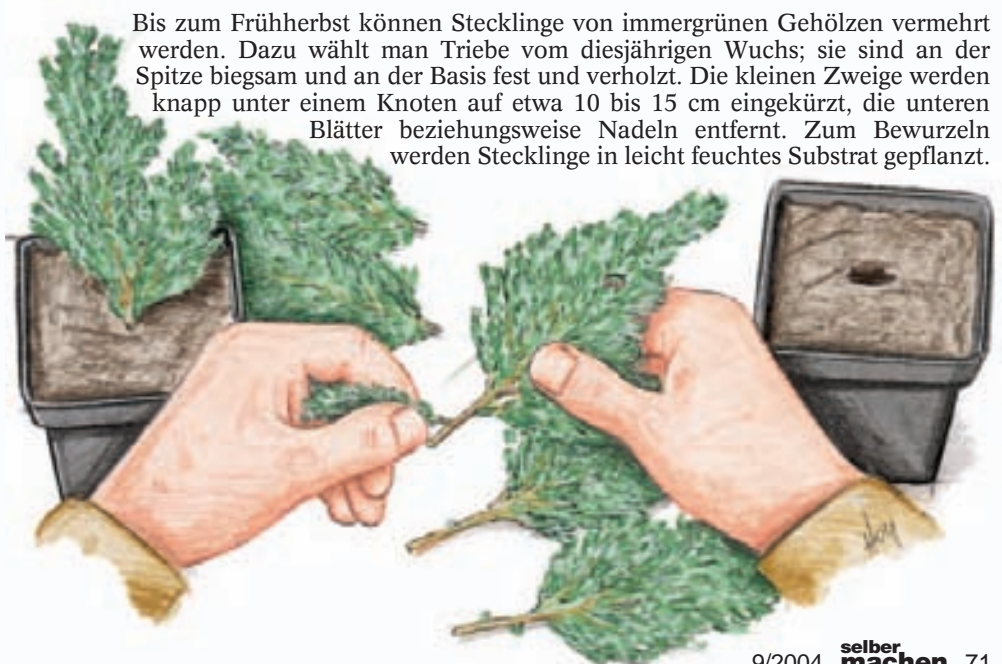 Bis zum Frühherbst können Stecklinge von immergrünen Gehölzen vermehrt
werden. Dazu wählt man Triebe vom diesjährigen Wuchs; sie sind an der
Spitze biegsam und an der Basis fest und verholzt. Die kleinen Zweige werden
knapp unter einem Knoten auf etwa 10 bis 15 cm eingekürzt, die unteren
Blätter beziehungsweise Nadeln entfernt. Zum Bewurzeln
werden Stecklinge in leicht feuchtes Substrat gepflanzt.
9/2004 selber machen 71